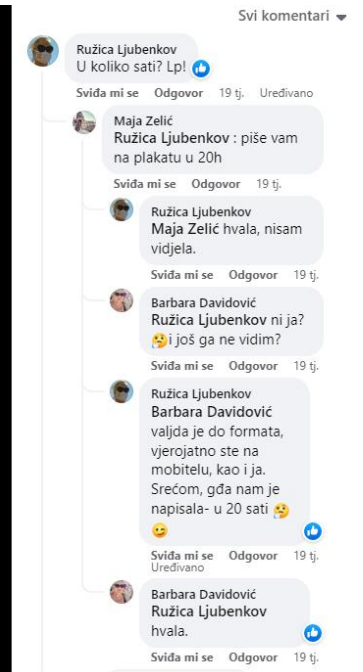 Svi komentari
Ružica Ljubenkov
U koliko sati? Lp!
Sviđa mi se Odgovor 19 tj. Uređivano
Maja Zelić
Ružica Ljubenkov : piše vam
na plakatu u 20h
Sviđa mi se Odgovor 19 tj.
Ružica Ljubenkov
Maja Zelić hvala, nisam
vidjela.
Sviđa mi se Odgovor 19 tj.
Barbara Davidović
Ružica Ljubenkov ni ja?
🤔i još ga ne vidim?
Sviđa mi se Odgovor 19 tj.
Ružica Ljubenkov
Barbara Davidović
valjda je do formata,
vjerojatno ste na
mobitelu, kao i ja.
Srećom, gđa nam je
napisala- u 20 sati 🤔
😅
Sviđa mi se Odgovor 19 tj.
Uređivano
Barbara Davidović
Ružica Ljubenkov
hvala.
Sviđa mi se Odgovor 19 tj.